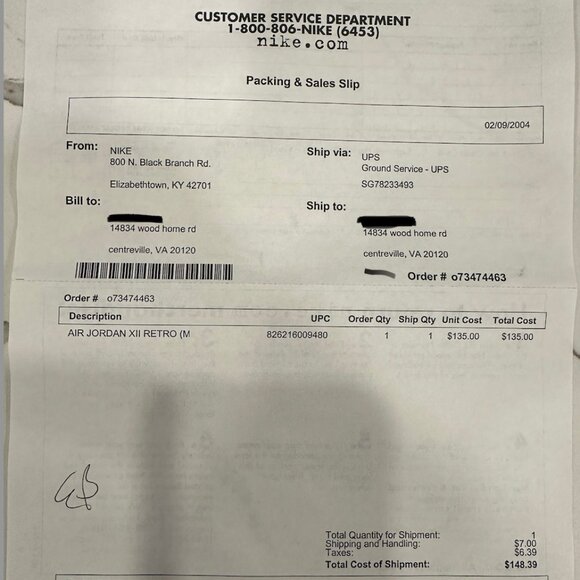 CUSTOMER SERVICE DEPARTMENT
1-800-806-NIKE (6453)
nike.com
Packing & Sales Slip
02/09/2004
From: NIKE
800 N. Black Branch Rd.
Elizabethtown, KY 42701
Ship via: UPS
Ground Service - UPS
SG78233493
Bill to:
14834 wood home rd
centreville, VA 20120
Ship to:
14834 wood home rd
centreville, VA 20120
Order # o73474463
Order # o73474463
Description UPC Order Qty Ship Qty Unit Cost Total Cost
AIR JORDAN XII RETRO (M 826216009480 1 1 $135.00 $135.00
Total Quantity for Shipment: 1
Shipping and Handling: $7.00
Taxes: $6.39
Total Cost of Shipment: $148.39